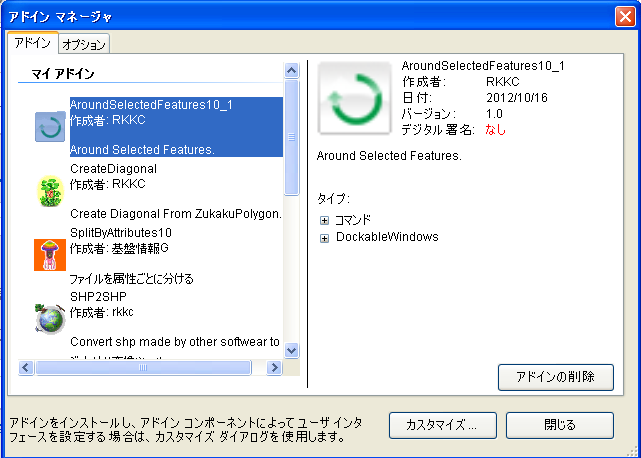 アドイン マネージャ
アドイン
オプション
マイ アドイン
AroundSelectedFeatures10_1
作成者: RKKC
Around Selected Features.
CreateDiagonal
作成者: RKKC
Create Diagonal From ZukakuPolygon.
SplitByAttributes10
作成者: 基盤情報G
ファイルを属性ごとに分ける
SHP2SHP
作成者: rkkc
Convert shp made by other softwear to
AroundSelectedFeatures10_1
作成者: RKKC
日付: 2012/10/16
バージョン: 1.0
デジタル署名: なし
Around Selected Features.
タイプ:
コマンド
DockableWindows
アドインの削除
アドインをインストールし、アドイン コンポーネントによってユーザ インタ
フェースを設定する場合は、カスタマイズ ダイアログを使用します。
カスタマイズ...
閉じる